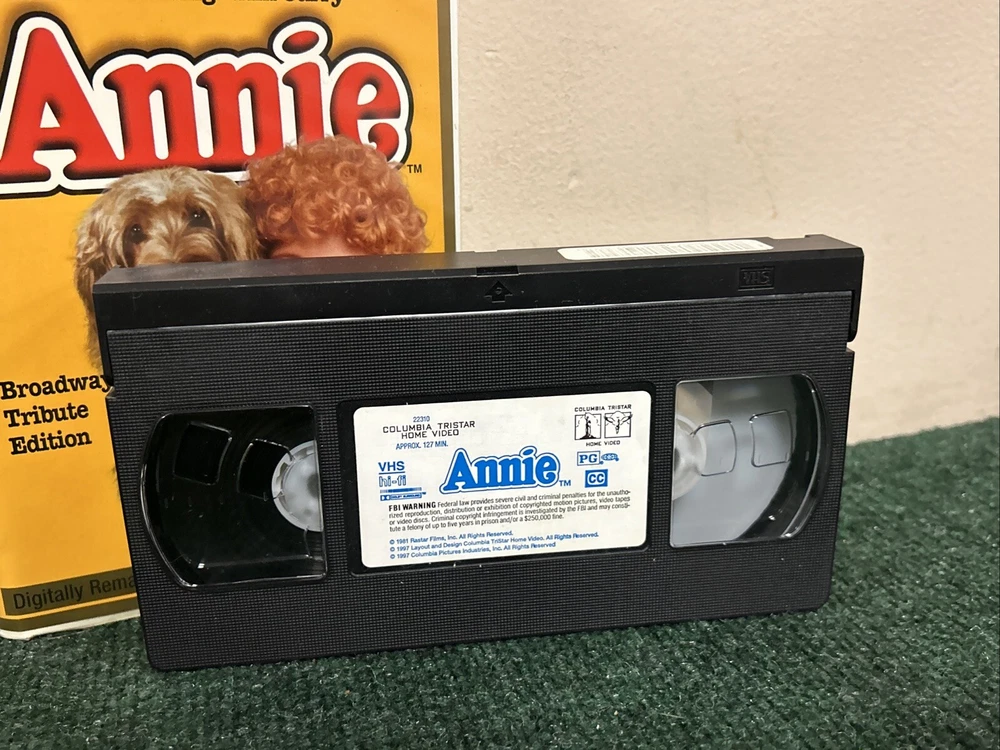 Annie
TM
Broadway
Tribute
Edition
Digitally Rema
VHS
22310
COLUMBIA TRISTAR
HOME VIDEO
APPROX. 127 MIN.
COLUMBIA TRISTAR
HOME VIDEO
VHS
hi-fi
Annie TM
PG
CC
FBI WARNING Federal law provides severe civil and criminal penalties for the unautho-
rized reproduction, distribution or exhibition of copyrighted motion pictures, video tapes
or video discs. Criminal copyright infringement is investigated by the FBI and may consti-
tute a felony of up to five years in prison and/or a $250,000 fine.
© 1981 Rastar Films, Inc. All Rights Reserved.
© 1997 Layout and Design Columbia TriStar Home Video. All Rights Reserved.
© 1997 Columbia Pictures Industries, Inc. All Rights Reserved